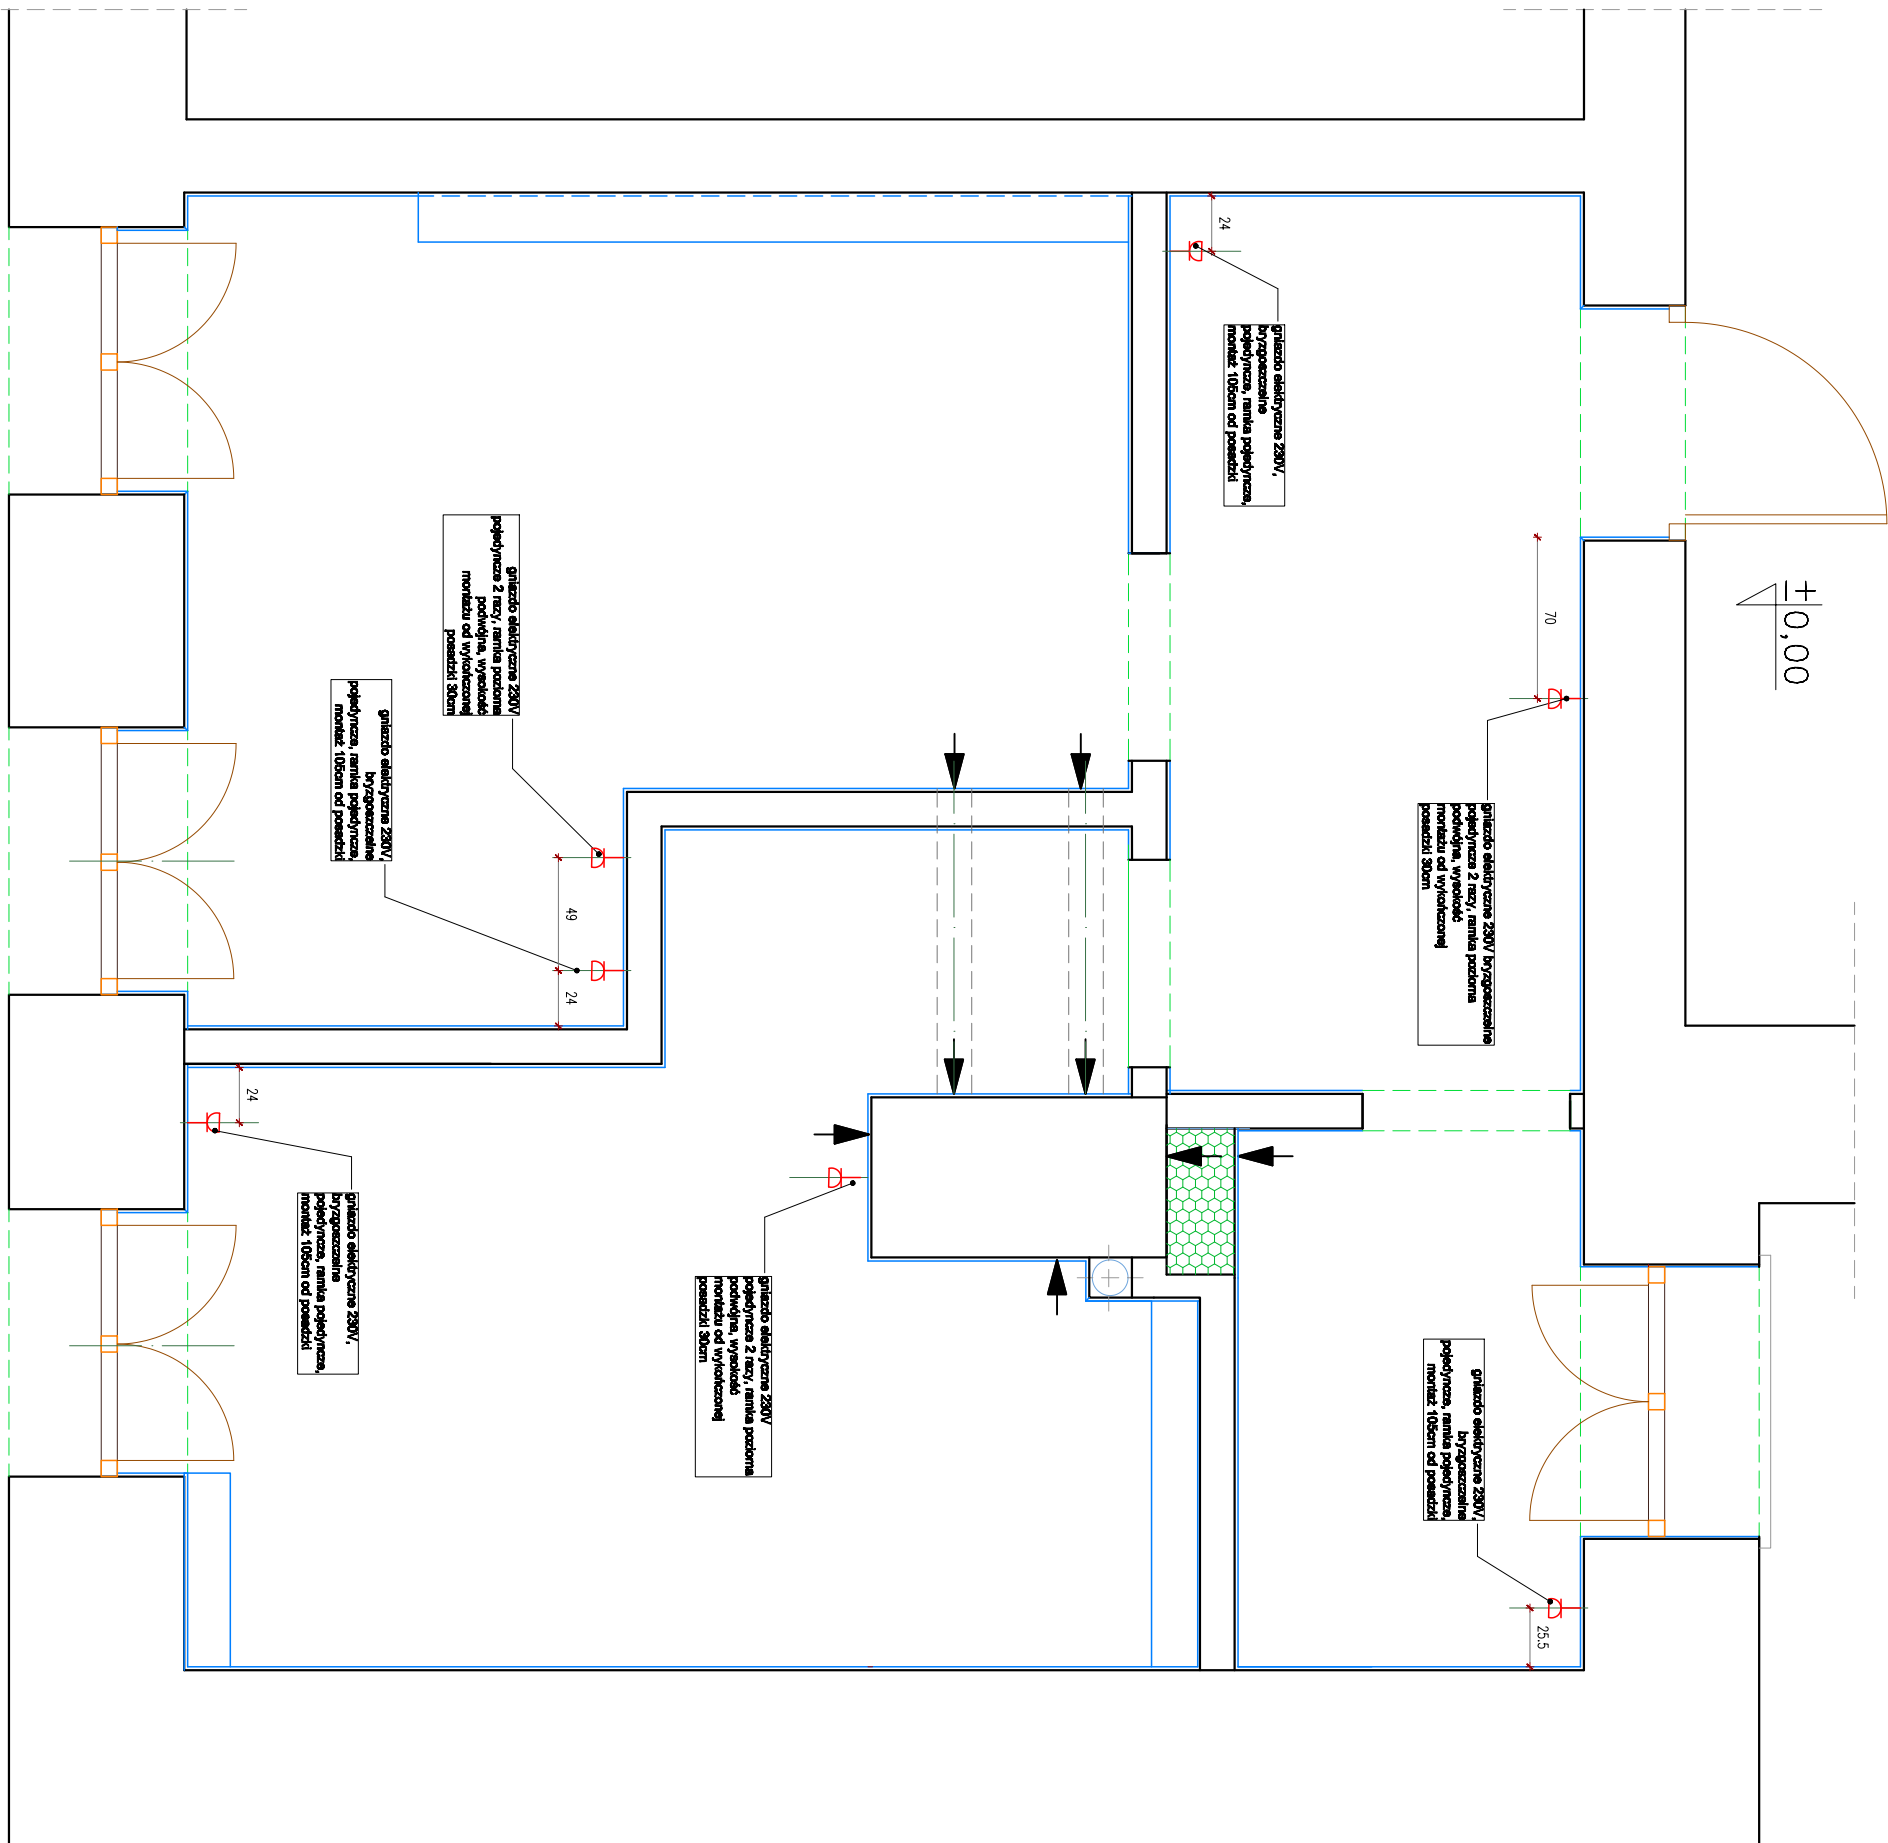 ±0,00
24
gniazdo elektryczne 230V,
bryzgoszczelne
pojedyncze, ramka pojedyncze,
montaż 105cm od posadzki
70
gniazdo elektryczne 230V bryzgoszczelne
pojedyncze 2 razy, ramka pozioma
podwójna, wysokość
montażu od wykończonej
posadzki 30cm
gniazdo elektryczne 230V
pojedyncze 2 razy, ramka pozioma
podwójna, wysokość
montażu od wykończonej
posadzki 30cm
gniazdo elektryczne 230V,
bryzgoszczelne
pojedyncze, ramka pojedyncze,
montaż 105cm od posadzki
49
24
24
gniazdo elektryczne 230V,
bryzgoszczelne
pojedyncze, ramka pojedyncze,
montaż 105cm od posadzki
gniazdo elektryczne 230V
pojedyncze 2 razy, ramka pozioma
podwójna, wysokość
montażu od wykończonej
posadzki 30cm
gniazdo elektryczne 230V,
bryzgoszczelne
pojedyncze, ramka pojedyncze,
montaż 105cm od posadzki
25.5